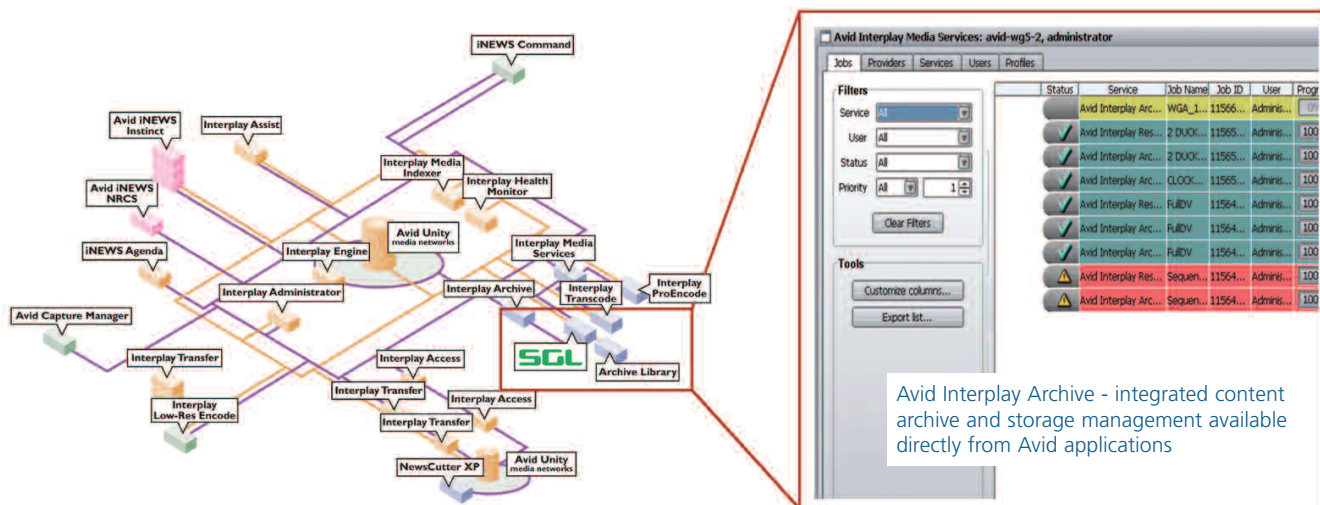 iNEWS Command
Avid iNEWS
Instinct
Interplay Assist
Interplay Media
Indexer
Interplay Health
Monitor
Avid iNEWS
NRCS
Avid Unity
media networks
iNEWS Agenda
Interplay Engine
Interplay Media
Services
Interplay Administrator
Interplay Archive
Interplay
Transcode
Interplay
ProEncode
Avid Capture Manager
SGL
Archive Library
Interplay Transfer
Interplay Access
Interplay
Low-Res Encode
Interplay Transfer
Interplay Access
Interplay Transfer
NewsCutter XP
Avid Unity
media networks
Avid Interplay Media Services: avid-wg5-2, administrator
Jobs Providers Services Users Profiles
Filters
Service All
User All
Status All
Priority All 1
Clear Filters
Tools
Customize columns...
Export list...
Status Service Job Name Job ID User Progr
Avid Interplay Arc... WGA_1... 11566... Adminis... 0%
Avid Interplay Res... 2 DUCK... 11565... Adminis... 100
Avid Interplay Arc... 2 DUCK... 11565... Adminis... 100
Avid Interplay Arc... CLOCK... 11565... Adminis... 100
Avid Interplay Res... FullDV 11564... Adminis... 100
Avid Interplay Arc... FullDV 11564... Adminis... 100
Avid Interplay Arc... FullDV 11564... Adminis... 100
Avid Interplay Res... Sequen... 11564... Adminis... 100
Avid Interplay Arc... Sequen... 11564... Adminis... 100
Avid Interplay Archive - integrated content
archive and storage management available
directly from Avid applications